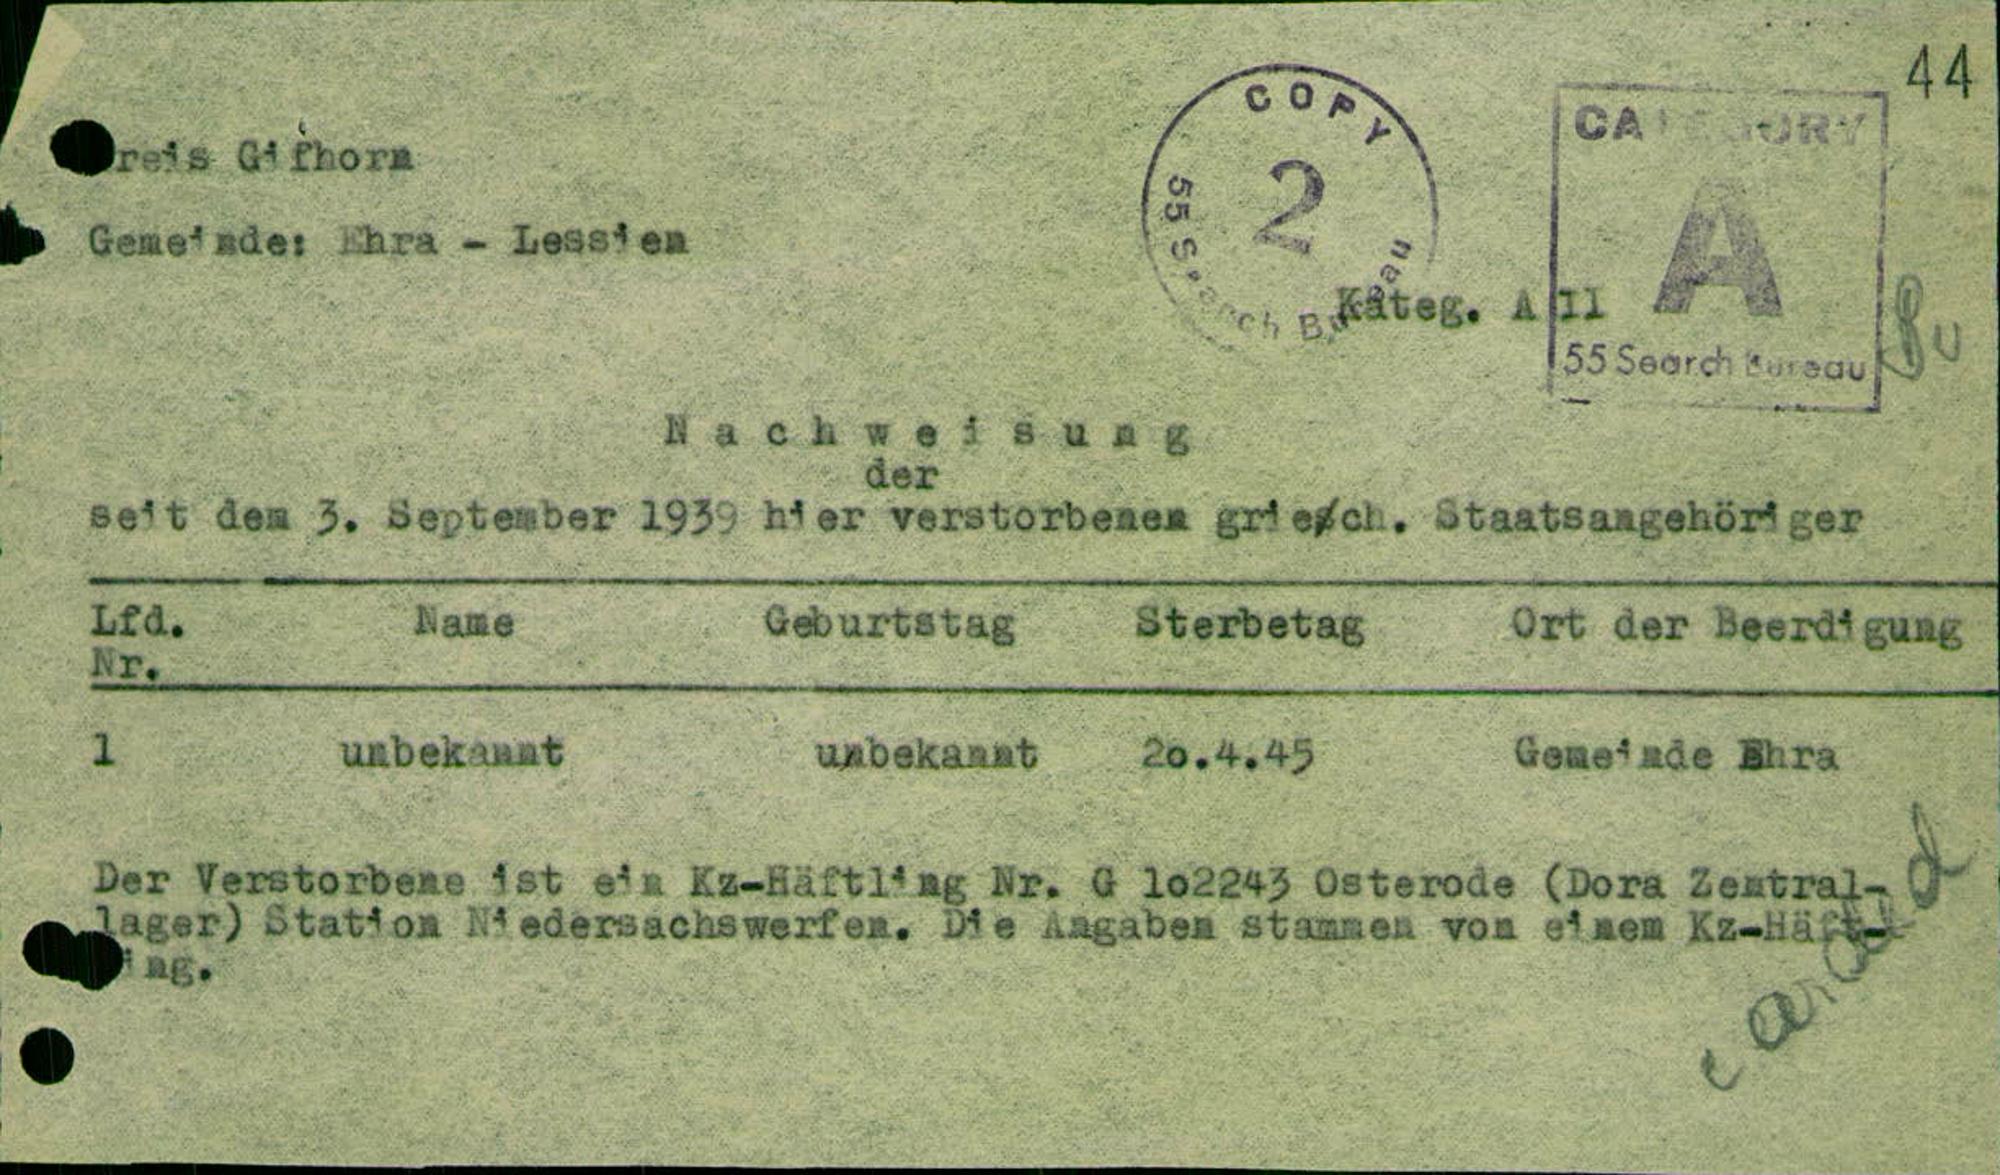 44
COPY
2
55 Search Bureau
CATEGORY
A
55 Search Bureau
Kreis Gifhorn
Gemeinde: Ehra - Lessien
Kateg. A II
Nachweisung
der
seit dem 3. September 1939 hier verstorbenen griech. Staatsangehöriger
Lfd. Name Geburtstag Sterbetag Ort der Beerdigung
Nr.
1 unbekannt unbekannt 2o.4.45 Gemeinde Ehra
Der Verstorbene ist ein Kz-Häftling Nr. G 1o2243 Osterode (Dora Zentral-
lager) Station Niedersachswerfen. Die Angaben stammen von einem Kz-Häft-
ling.
carded